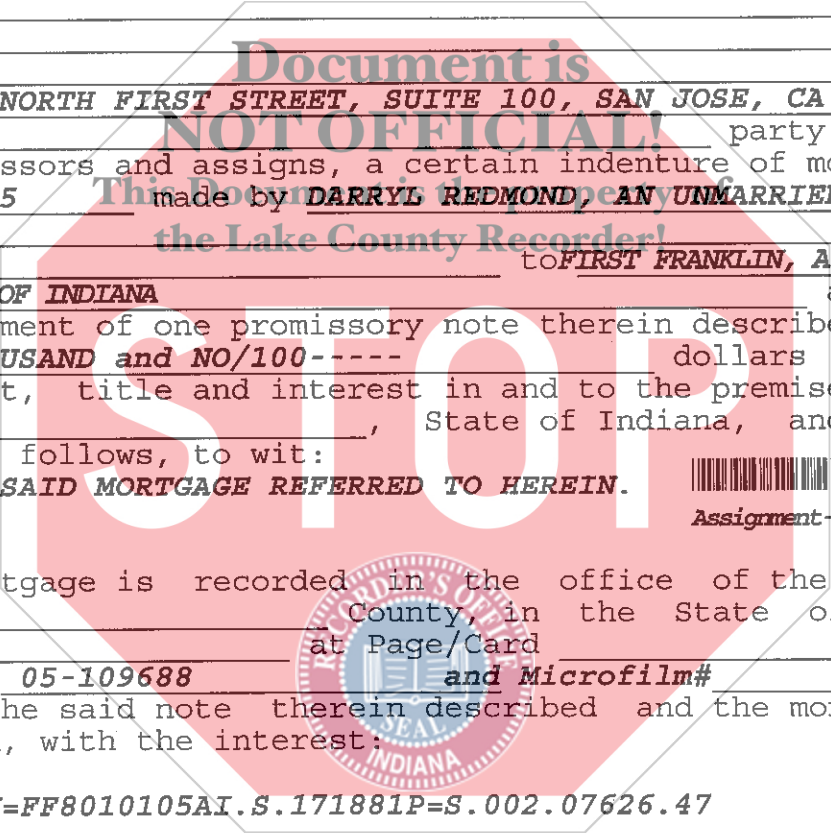 Document is
NORTH FIRST STREET, SUITE 100, SAN JOSE, CA
NOT OFFICIAL!
party
ssors and assigns, a certain indenture of mo
5 made by DARRYL REDMOND, AN UNMARRIE
This Document is the property of
the Lake County Recorder!
to FIRST FRANKLIN, A
OF INDIANA
ment of one promissory note therein describe
USAND and NO/100----- dollars
t, title and interest in and to the premise
, State of Indiana, and
follows, to wit:
SAID MORTGAGE REFERRED TO HEREIN.
Assignment-
STOP
tgage is recorded in the office of the
County, in the State o
at Page/Card
05-109688 and Microfilm#
he said note therein described and the mor
, with the interest:
RECORDER'S OFFICE
SEAL
INDIANA
=FF8010105AI.S.171881P=S.002.07626.47